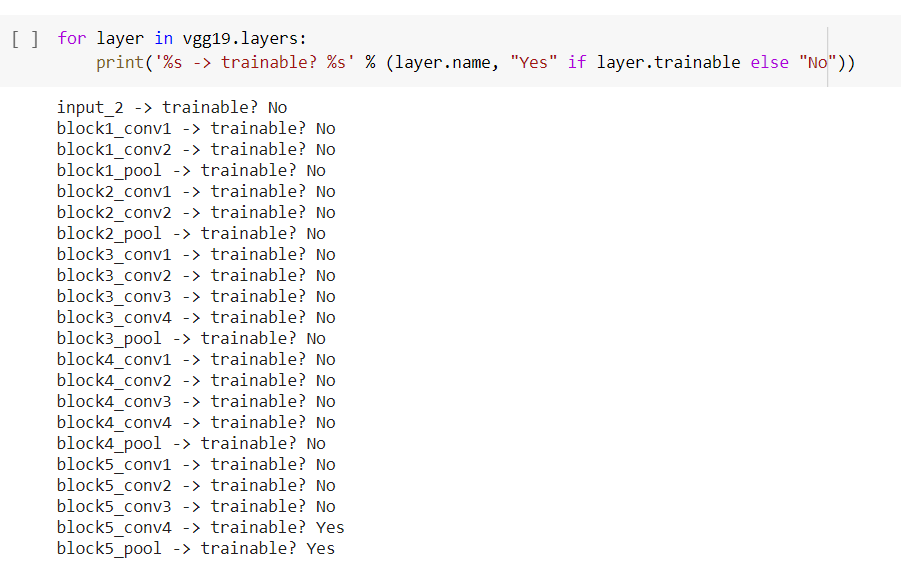 [ ] for layer in vgg19.layers:
print('%s -> trainable? %s' % (layer.name, "Yes" if layer.trainable else "No"))
input_2 -> trainable? No
block1_conv1 -> trainable? No
block1_conv2 -> trainable? No
block1_pool -> trainable? No
block2_conv1 -> trainable? No
block2_conv2 -> trainable? No
block2_pool -> trainable? No
block3_conv1 -> trainable? No
block3_conv2 -> trainable? No
block3_conv3 -> trainable? No
block3_conv4 -> trainable? No
block3_pool -> trainable? No
block4_conv1 -> trainable? No
block4_conv2 -> trainable? No
block4_conv3 -> trainable? No
block4_conv4 -> trainable? No
block4_pool -> trainable? No
block5_conv1 -> trainable? No
block5_conv2 -> trainable? No
block5_conv3 -> trainable? No
block5_conv4 -> trainable? Yes
block5_pool -> trainable? Yes